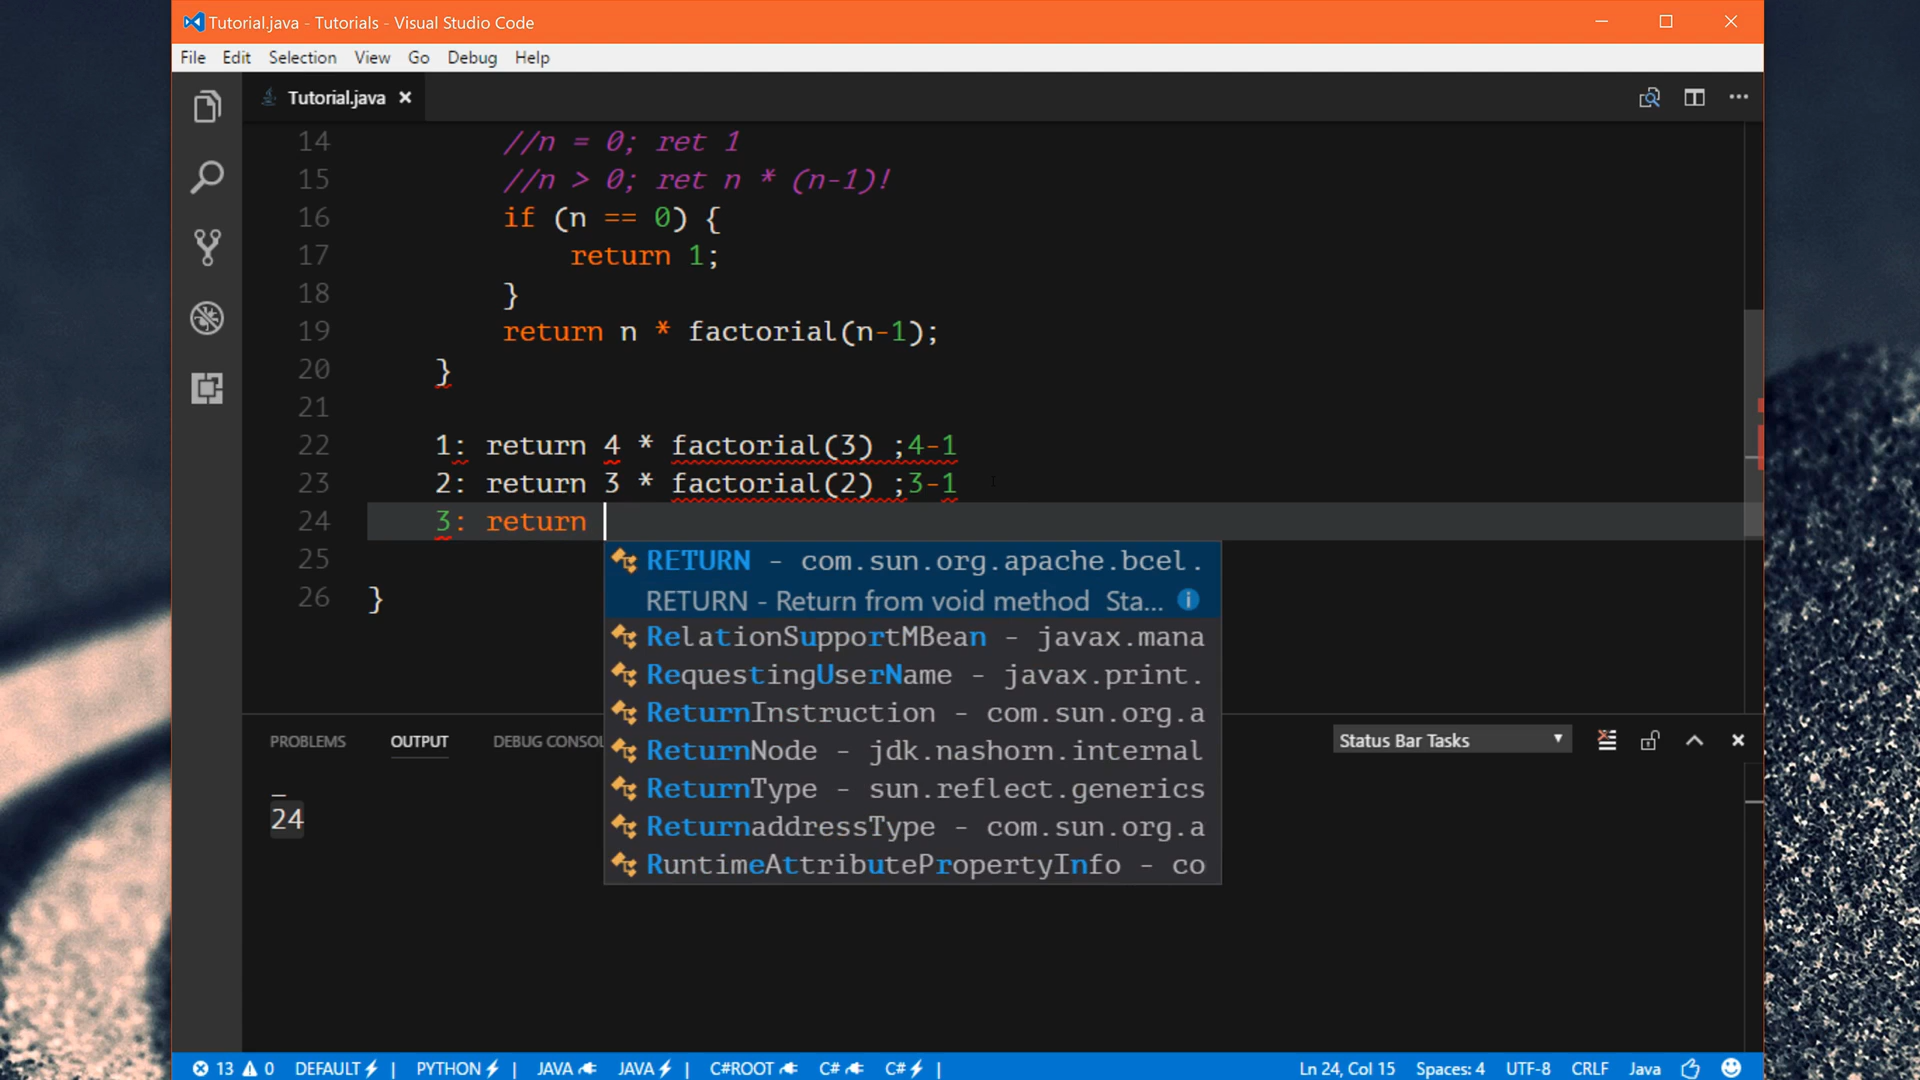 Tutorial.java - Tutorials - Visual Studio Code
File Edit Selection View Go Debug Help
Tutorial.java
14 //n = 0; ret 1
15 //n > 0; ret n * (n-1)!
16 if (n == 0) {
17 return 1;
18 }
19 return n * factorial(n-1);
20 }
21
22 1: return 4 * factorial(3) ;4-1
23 2: return 3 * factorial(2) ;3-1
24 3: return
25
26 }
RETURN - com.sun.org.apache.bcel.
RETURN - Return from void method Sta...
RelationSupportMBean - javax.mana
RequestingUserName - javax.print.
ReturnInstruction - com.sun.org.a
ReturnNode - jdk.nashorn.internal
ReturnType - sun.reflect.generics
ReturnaddressType - com.sun.org.a
RuntimeAttributePropertyInfo - co
PROBLEMS OUTPUT DEBUG CONSOL Status Bar Tasks
24
13 0 DEFAULT | PYTHON | JAVA JAVA | C#ROOT C# C# | Ln 24, Col 15 Spaces: 4 UTF-8 CRLF Java